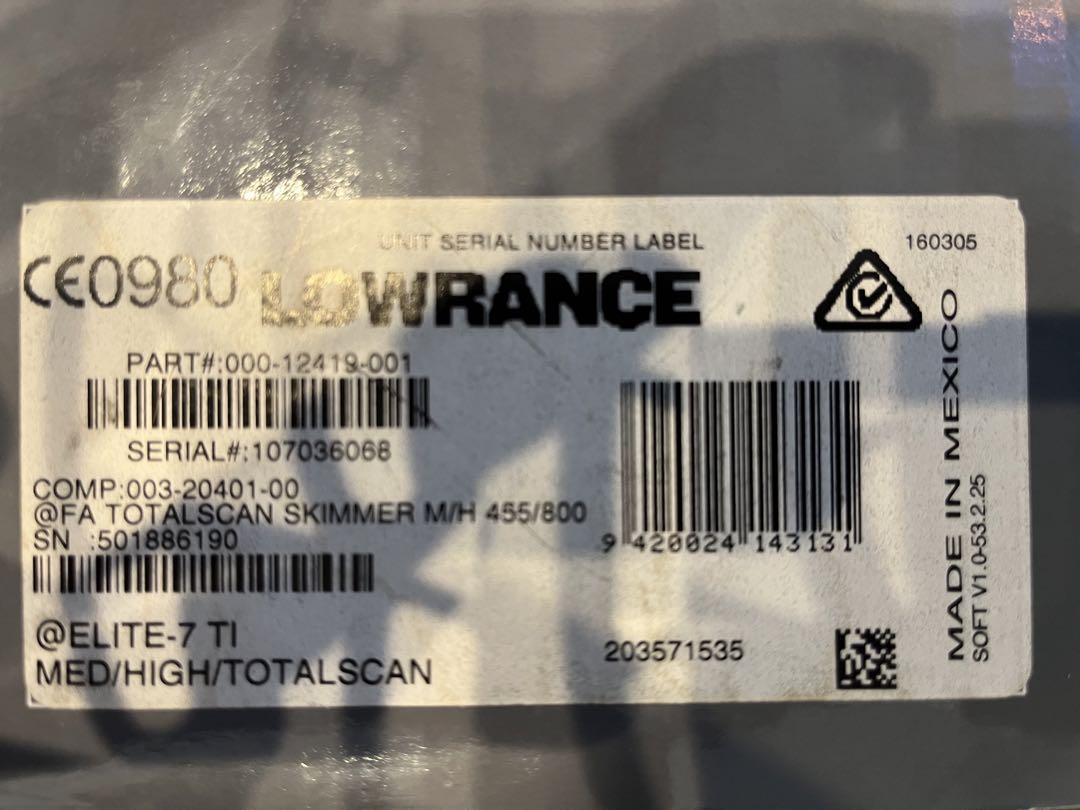 UNIT SERIAL NUMBER LABEL
160305
CE0980
LOWRANCE
PART#:000-12419-001
SERIAL#:107036068
COMP:003-20401-00
@FA TOTALSCAN SKIMMER M/H 455/800
SN :501886190
9 420024 143131
@ELITE-7 TI
MED/HIGH/TOTALSCAN
203571535
MADE IN MEXICO
SOFT V1.0-53.2.25